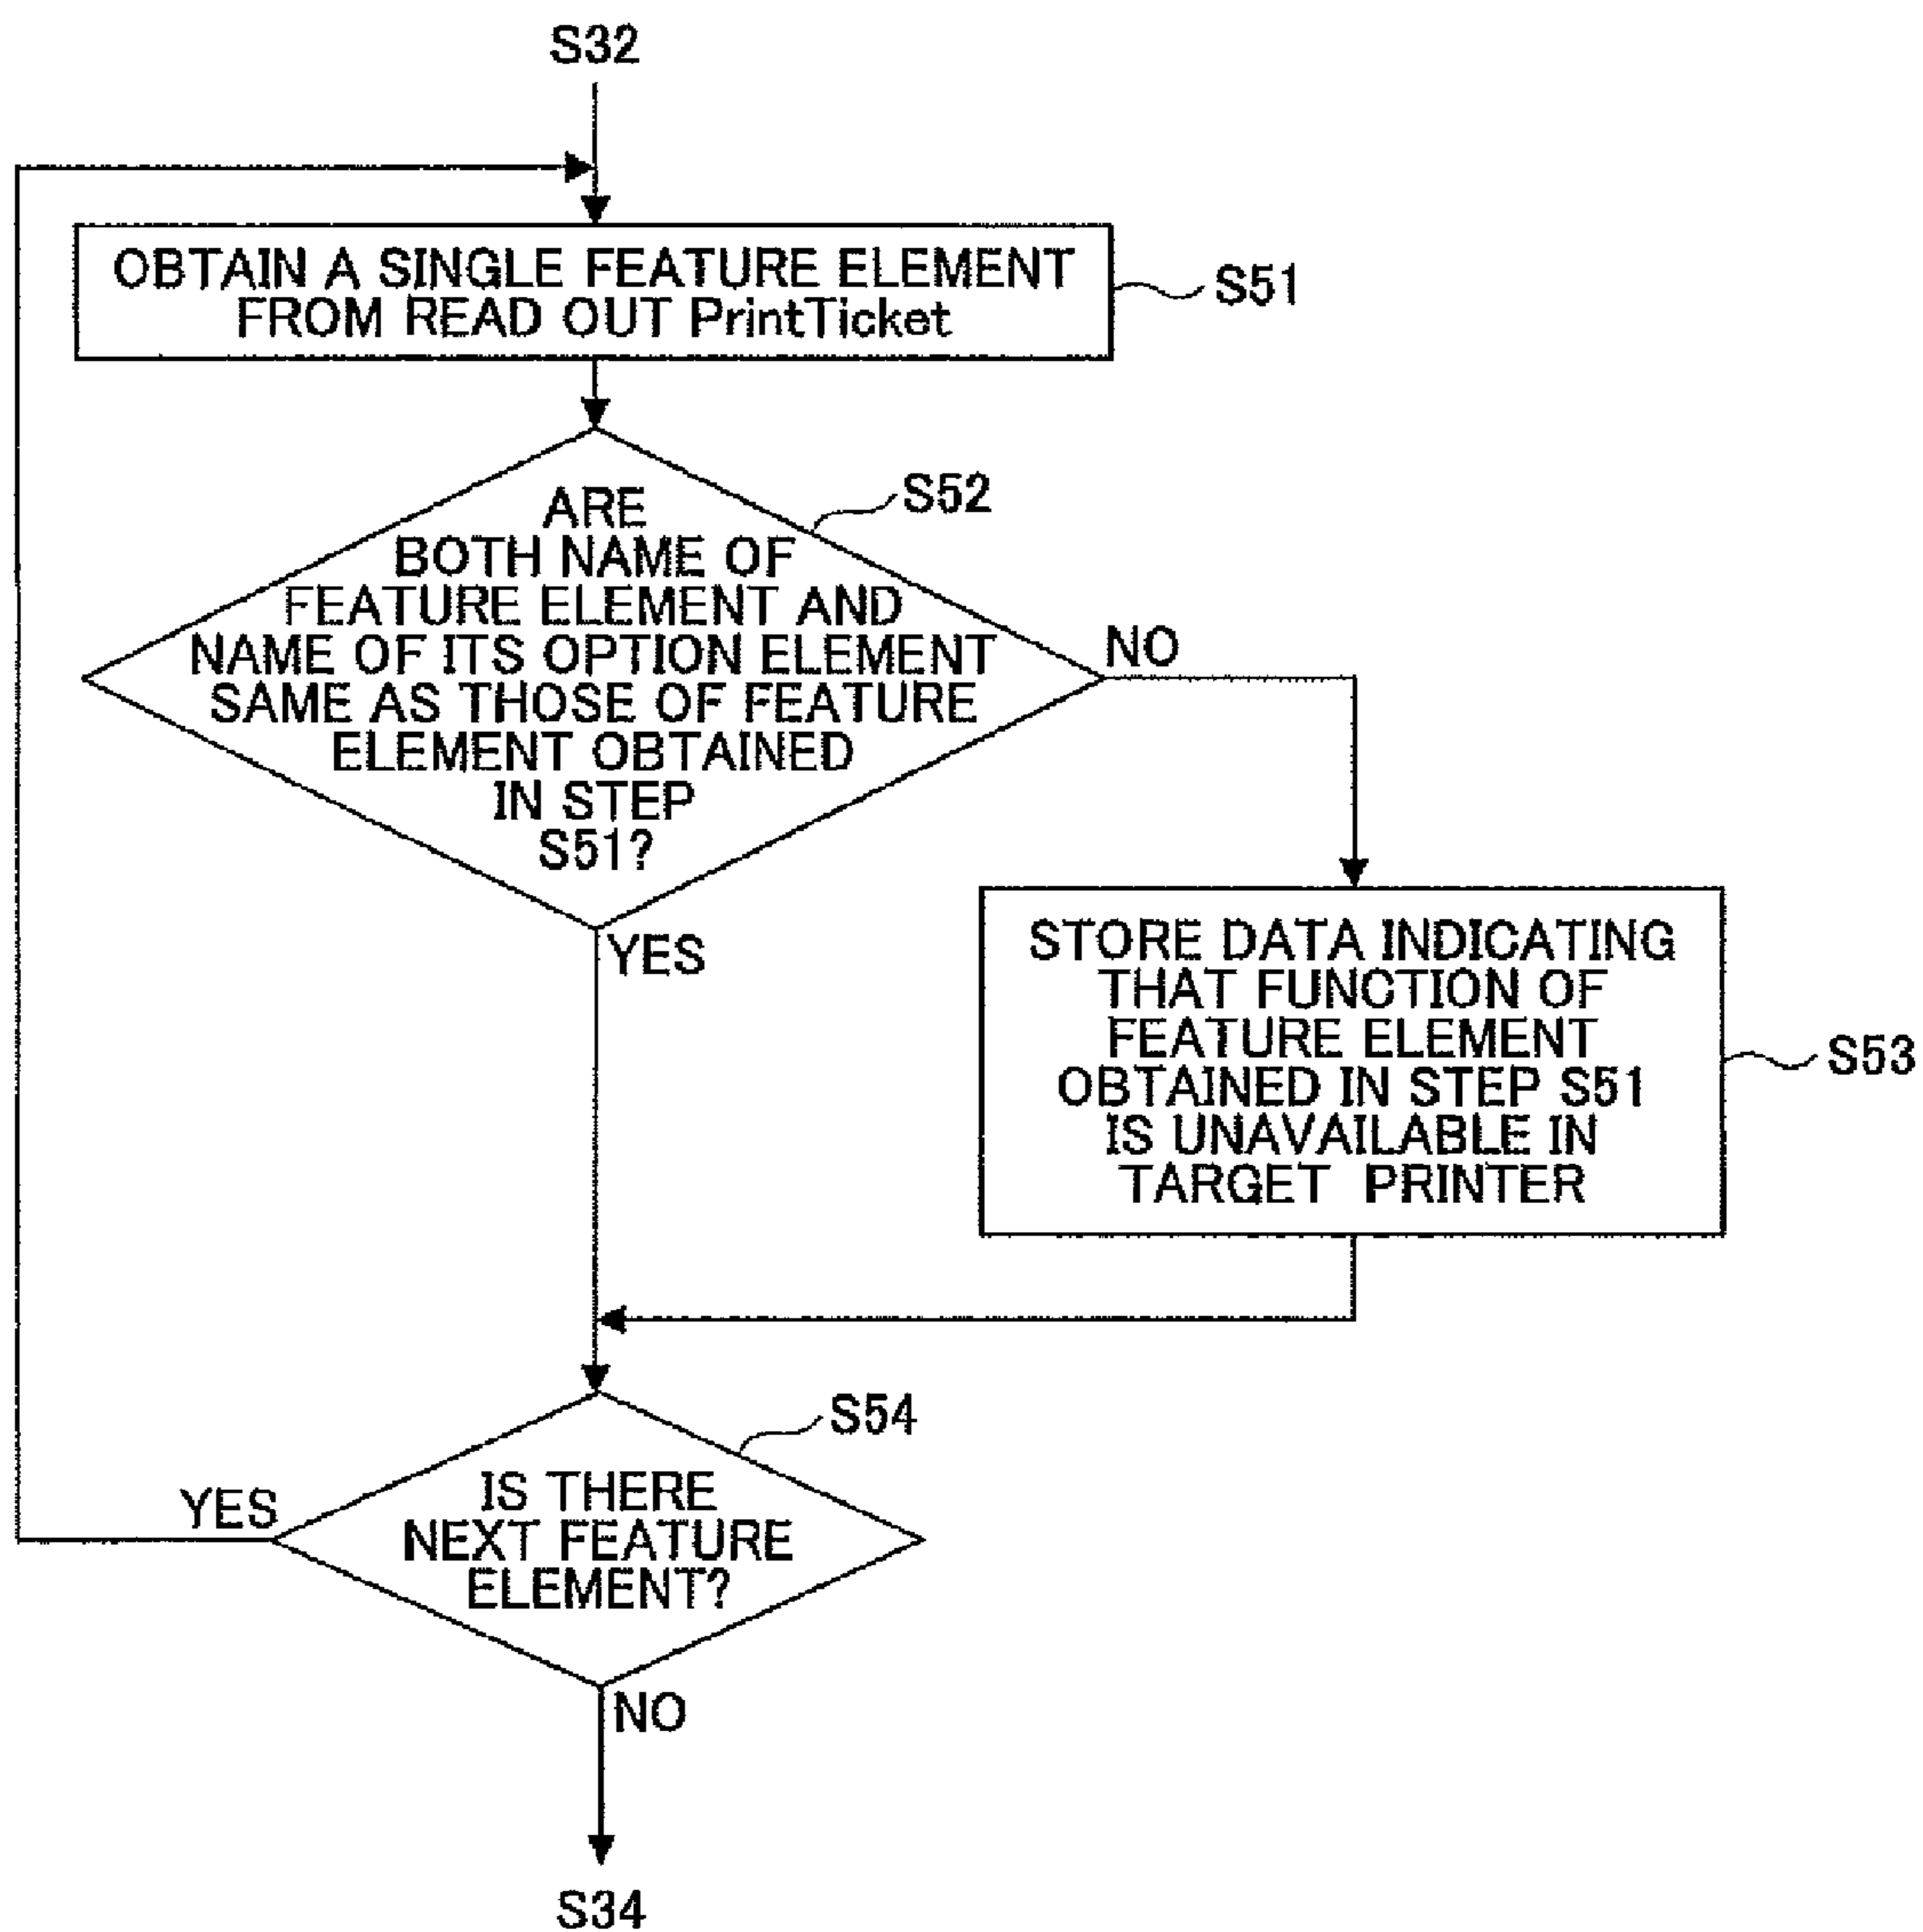 S32
OBTAIN A SINGLE FEATURE ELEMENT
FROM READ OUT PrintTicket
S51
S52
ARE
BOTH NAME OF
FEATURE ELEMENT AND
NAME OF ITS OPTION ELEMENT
SAME AS THOSE OF FEATURE
ELEMENT OBTAINED
IN STEP
S51?
NO
YES
STORE DATA INDICATING
THAT FUNCTION OF
FEATURE ELEMENT
OBTAINED IN STEP S51
IS UNAVAILABLE IN
TARGET PRINTER
S53
S54
IS THERE
NEXT FEATURE
ELEMENT?
YES
NO
S34